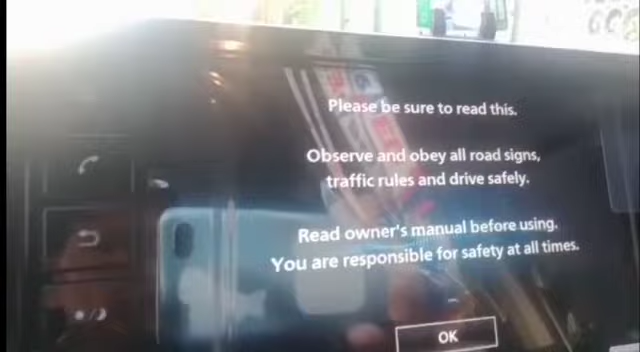 Please be sure to read this.
Observe and obey all road signs,
traffic rules and drive safely.
Read owner's manual before using.
You are responsible for safety at all times.
OK